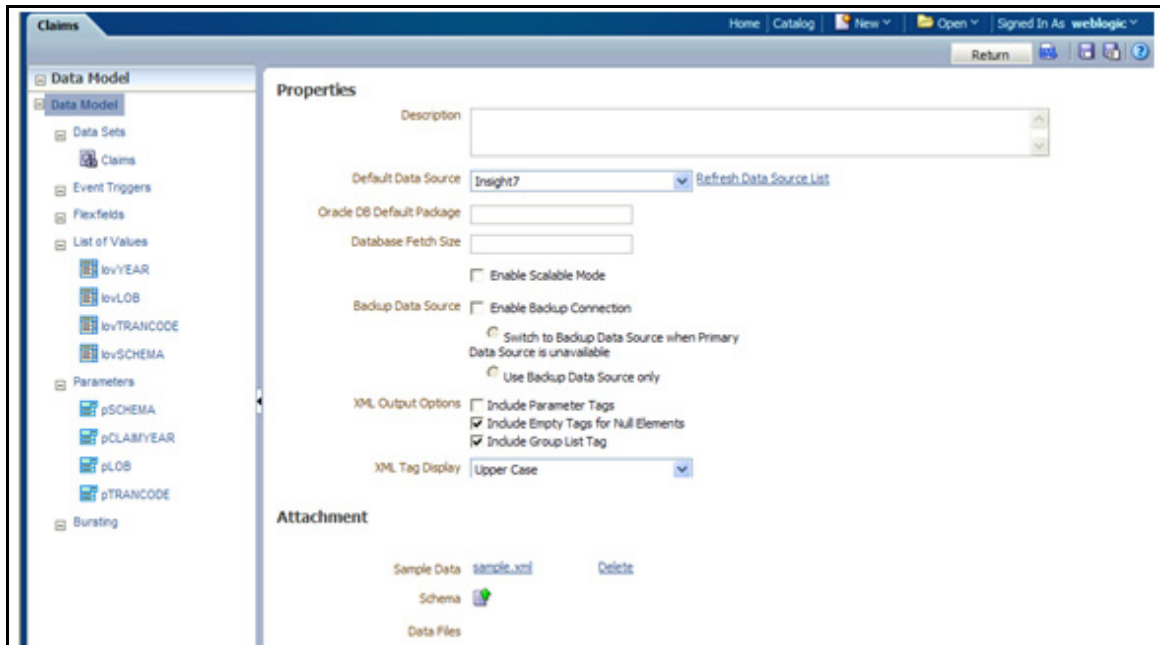 Claims
Home Catalog New Open Signed In As weblogic
Return
Data Model
Data Model
Data Sets
Claims
Event Triggers
Flexfields
List of Values
lovYEAR
lovLOB
lovTRANCODE
lovSCHEMA
Parameters
pSCHEMA
pCLAIMYEAR
pLOB
pTRANCODE
Bursting
Properties
Description
Default Data Source Insight7 Refresh Data Source List
Oracle DB Default Package
Database Fetch Size
Enable Scalable Mode
Backup Data Source Enable Backup Connection
Switch to Backup Data Source when Primary
Data Source is unavailable
Use Backup Data Source only
XML Output Options Include Parameter Tags
Include Empty Tags for Null Elements
Include Group List Tag
XML Tag Display Upper Case
Attachment
Sample Data sample.xml Delete
Schema
Data Files